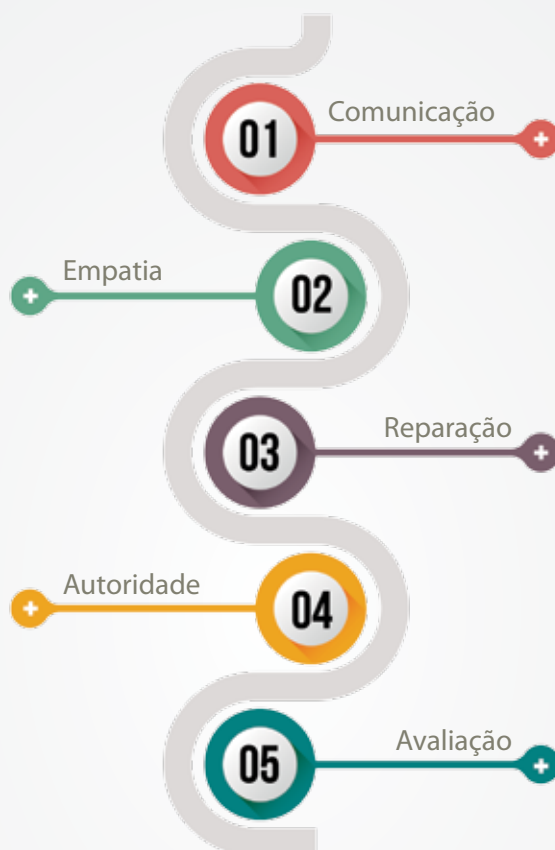 Comunicação
01
Empatia
02
Reparação
03
Autoridade
04
Avaliação
05